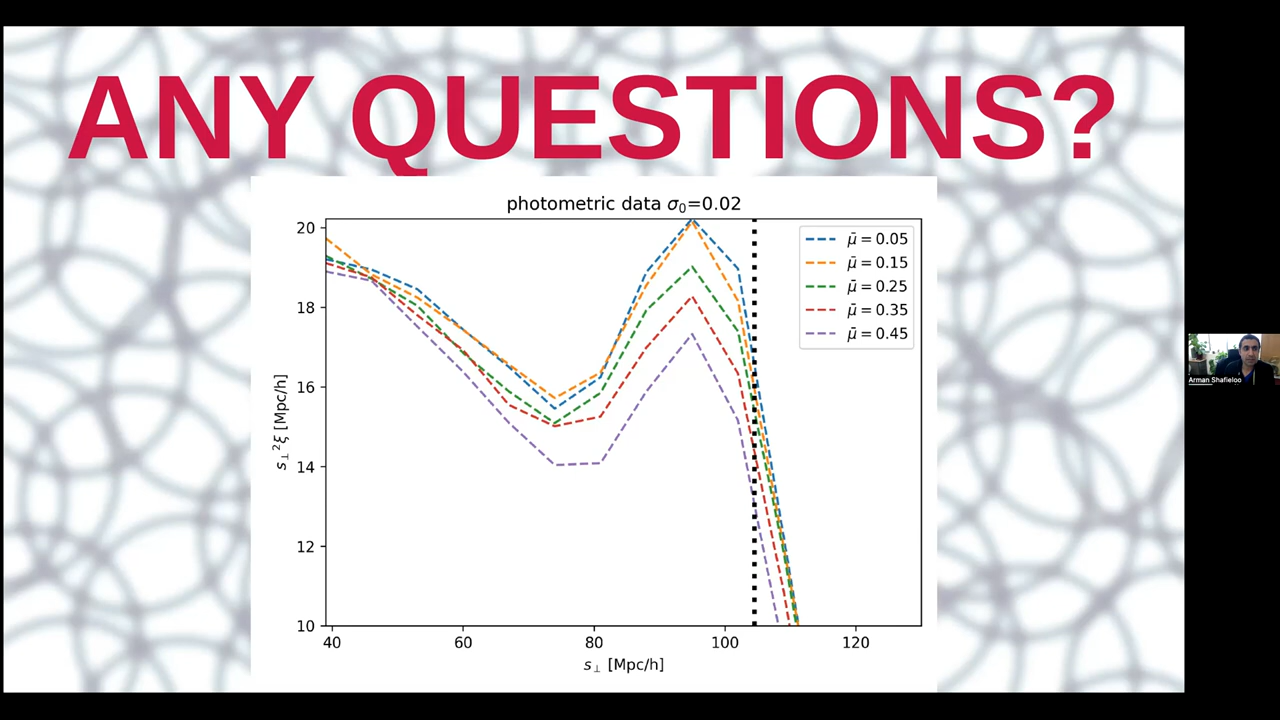 ANY QUESTIONS?
photometric data σ₀=0.02
20
18
16
14
12
10
s⊥²ξ [Mpc/h]
40 60 80 100 120
s⊥ [Mpc/h]
μ̄ = 0.05
μ̄ = 0.15
μ̄ = 0.25
μ̄ = 0.35
μ̄ = 0.45
Arman Shafieloo